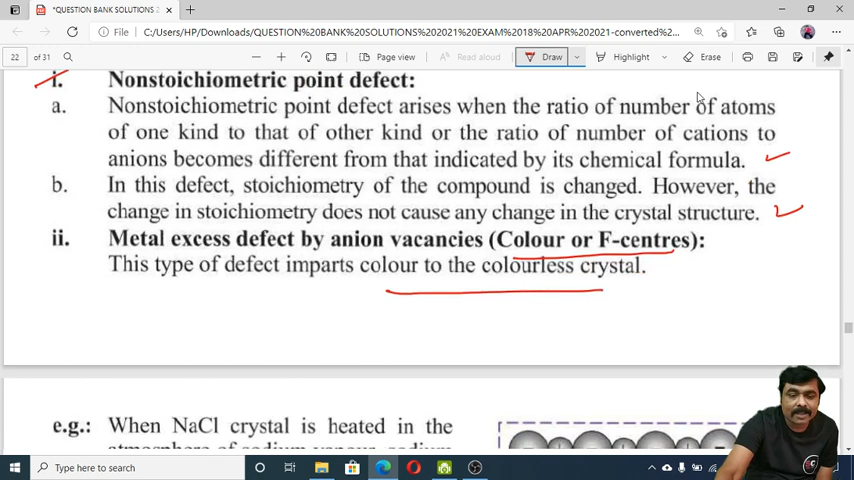 *QUESTION BANK SOLUTIONS 2
File
C:/Users/HP/Downloads/QUESTION%20BANK%20SOLUTIONS%202021%20EXAM%2018%20APR%202021-converted%2...
22 of 31
Page view
Read aloud
Draw
Highlight
Erase
i. Nonstoichiometric point defect:
a. Nonstoichiometric point defect arises when the ratio of number of atoms
of one kind to that of other kind or the ratio of number of cations to
anions becomes different from that indicated by its chemical formula.
b. In this defect, stoichiometry of the compound is changed. However, the
change in stoichiometry does not cause any change in the crystal structure.
ii. Metal excess defect by anion vacancies (Colour or F-centres):
This type of defect imparts colour to the colourless crystal.
e.g.: When NaCl crystal is heated in the
atmosphere of sodium vapour, sodium
Type here to search